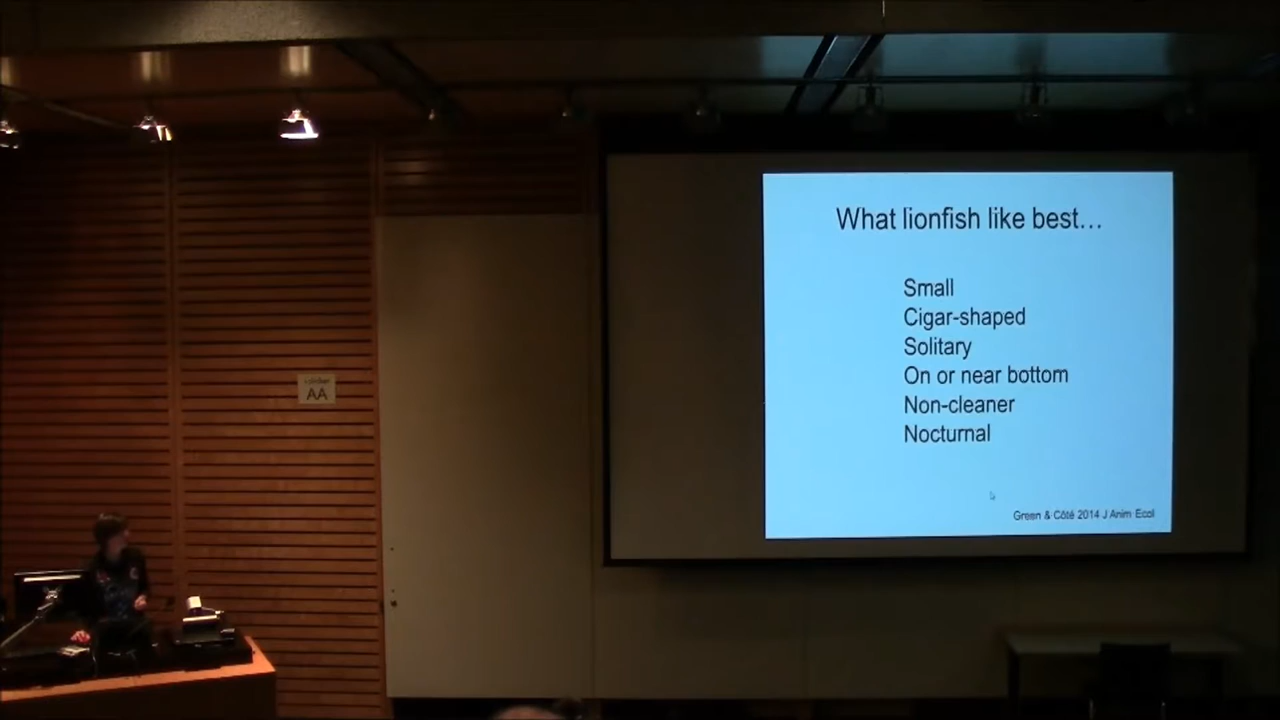 What lionfish like best...
Small
Cigar-shaped
Solitary
On or near bottom
Non-cleaner
Nocturnal
Green & Côté 2014 J Anim Ecol
AA